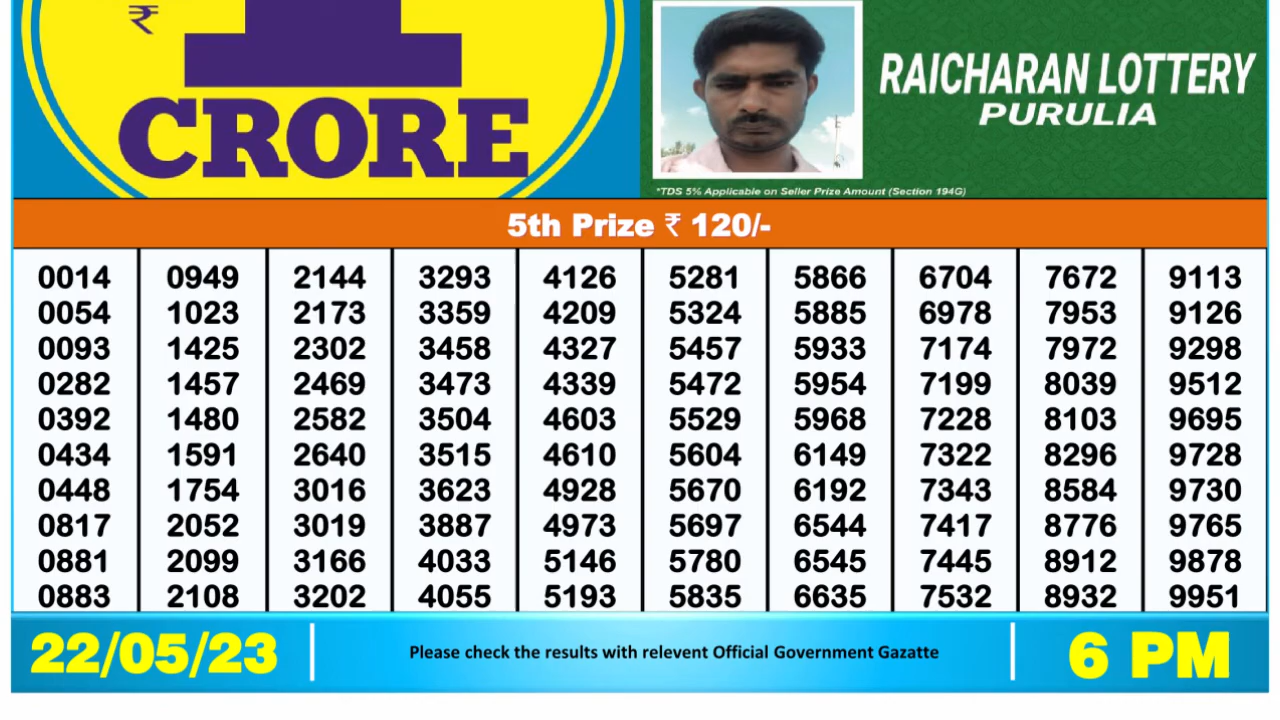 ₹ 1
CRORE
RAICHARAN LOTTERY
PURULIA
*TDS 5% Applicable on Seller Prize Amount (Section 194G)
5th Prize ₹ 120/-
0014 0949 2144 3293 4126 5281 5866 6704 7672 9113
0054 1023 2173 3359 4209 5324 5885 6978 7953 9126
0093 1425 2302 3458 4327 5457 5933 7174 7972 9298
0282 1457 2469 3473 4339 5472 5954 7199 8039 9512
0392 1480 2582 3504 4603 5529 5968 7228 8103 9695
0434 1591 2640 3515 4610 5604 6149 7322 8296 9728
0448 1754 3016 3623 4928 5670 6192 7343 8584 9730
0817 2052 3019 3887 4973 5697 6544 7417 8776 9765
0881 2099 3166 4033 5146 5780 6545 7445 8912 9878
0883 2108 3202 4055 5193 5835 6635 7532 8932 9951
22/05/23
Please check the results with relevent Official Government Gazatte
6 PM